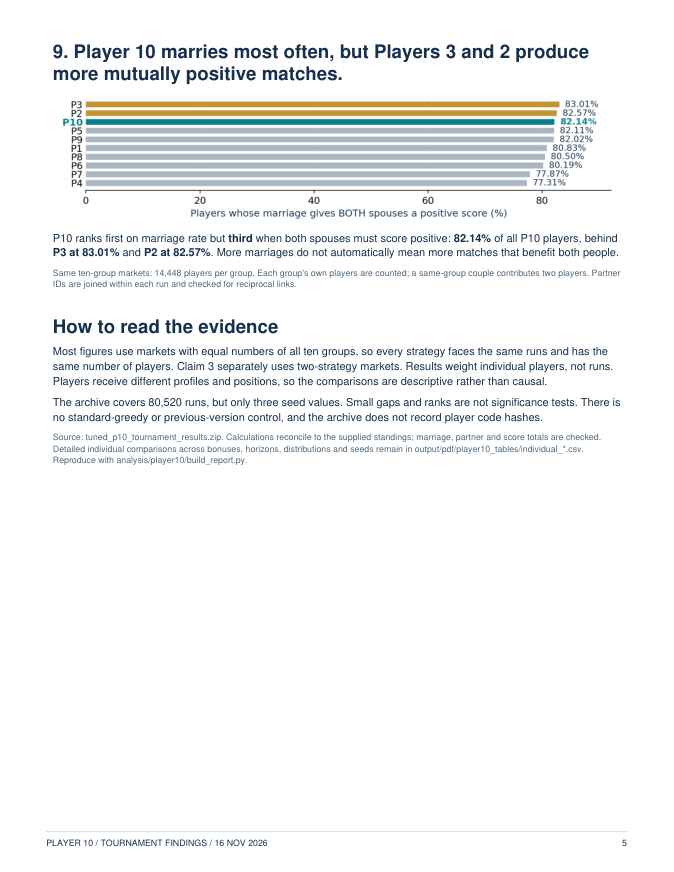 9. Player 10 marries most often, but Players 3 and 2 produce
more mutually positive matches.
P3 83.01%
P2 82.57%
P10 82.14%
P5 82.11%
P9 82.02%
P1 80.83%
P8 80.50%
P6 80.19%
P7 77.87%
P4 77.31%
0 20 40 60 80
Players whose marriage gives BOTH spouses a positive score (%)
P10 ranks first on marriage rate but third when both spouses must score positive: 82.14% of all P10 players, behind
P3 at 83.01% and P2 at 82.57%. More marriages do not automatically mean more matches that benefit both people.
Same ten-group markets: 14,448 players per group. Each group's own players are counted; a same-group couple contributes two players. Partner
IDs are joined within each run and checked for reciprocal links.
How to read the evidence
Most figures use markets with equal numbers of all ten groups, so every strategy faces the same runs and has the
same number of players. Claim 3 separately uses two-strategy markets. Results weight individual players, not runs.
Players receive different profiles and positions, so the comparisons are descriptive rather than causal.
The archive covers 80,520 runs, but only three seed values. Small gaps and ranks are not significance tests. There is
no standard-greedy or previous-version control, and the archive does not record player code hashes.
Source: tuned_p10_tournament_results.zip. Calculations reconcile to the supplied standings; marriage, partner and score totals are checked.
Detailed individual comparisons across bonuses, horizons, distributions and seeds remain in output/pdf/player10_tables/individual_*.csv.
Reproduce with analysis/player10/build_report.py.
PLAYER 10 / TOURNAMENT FINDINGS / 16 NOV 2026 5